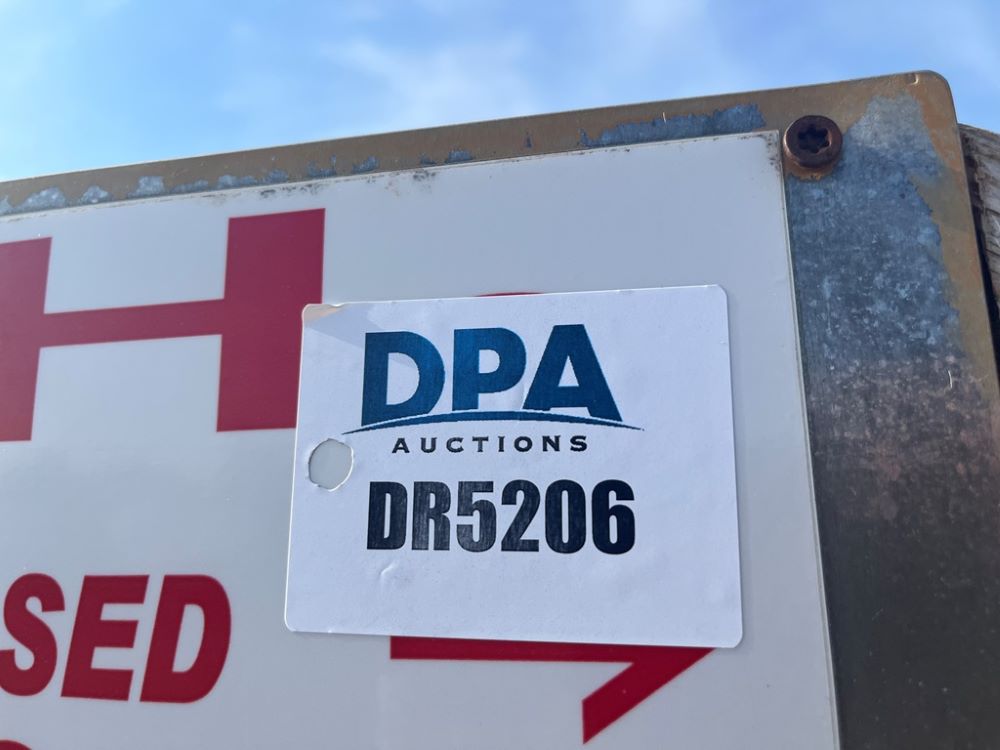 H
DPA
AUCTIONS
DR5206
SED